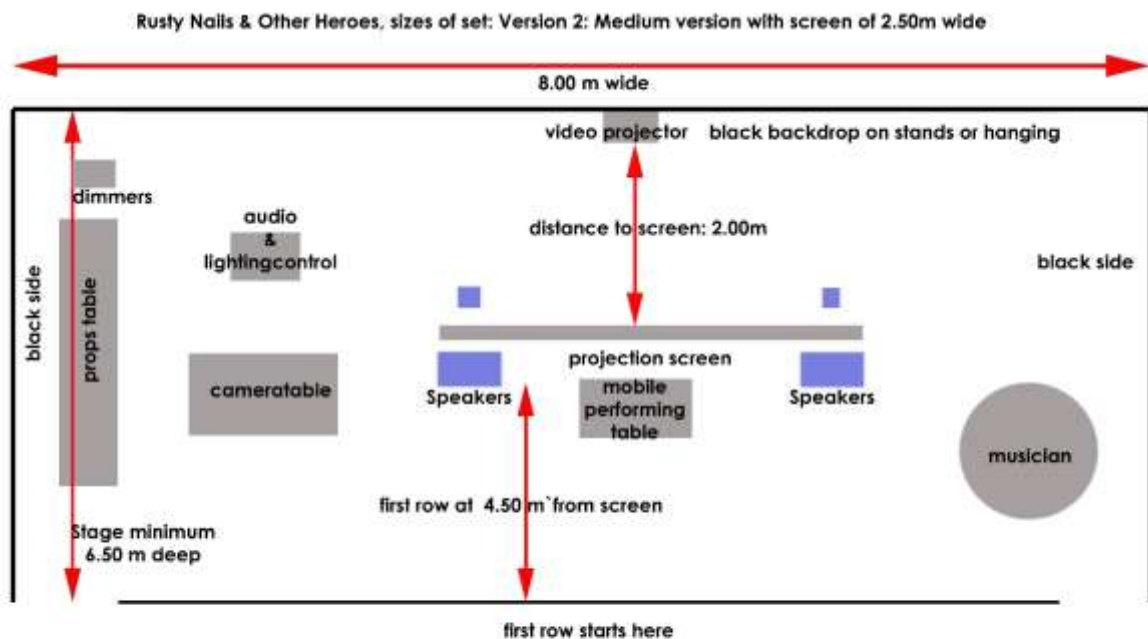 Rusty Nails & Other Heroes, sizes of set: Version 2: Medium version with screen of 2.50m wide
8.00 m wide
video projector
black backdrop on stands or hanging
dimmers
audio
&
lightingcontrol
distance to screen: 2.00m
black side
black side
props table
projection screen
cameratable
Speakers
mobile
performing
table
Speakers
musician
first row at 4.50 m`from screen
Stage minimum
6.50 m deep
first row starts here